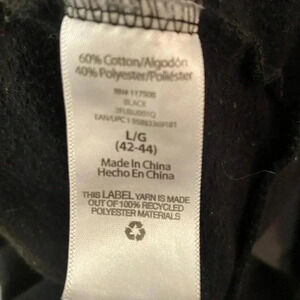 60% Cotton/Algodón
40% Polyester/Poliéster
BLACK
L/G
(42-44)
Made In China
Hecho En China
THIS LABEL YARN IS MADE
OUT OF 100% RECYCLED
POLYESTER MATERIALS